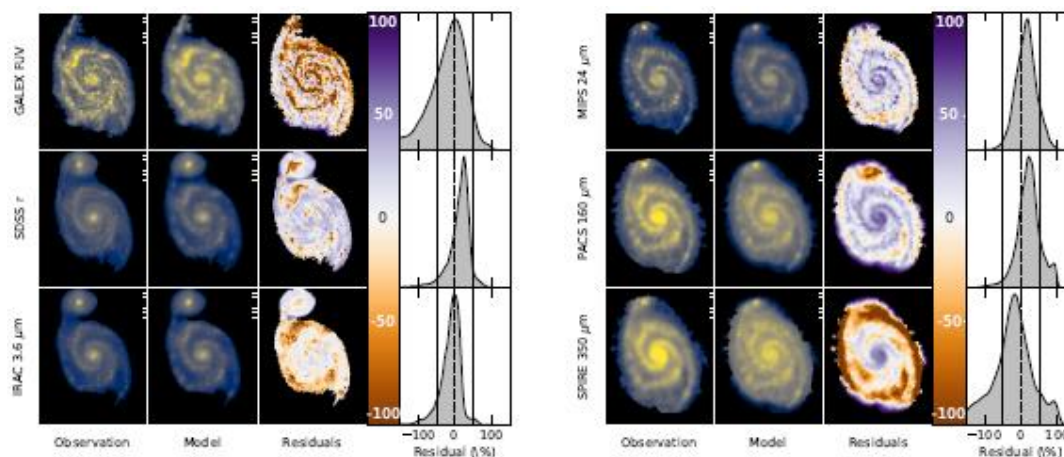 GALEX FUV
SDSS r
IRAC 3.6 μm
Observation Model Residuals
100
50
0
-50
-100
−100 0 100
Residual (\%)
MIPS 24 μm
PACS 160 μm
SPIRE 350 μm
Observation Model Residuals
100
50
0
-50
-100
−100 0 100
Residual (\%)